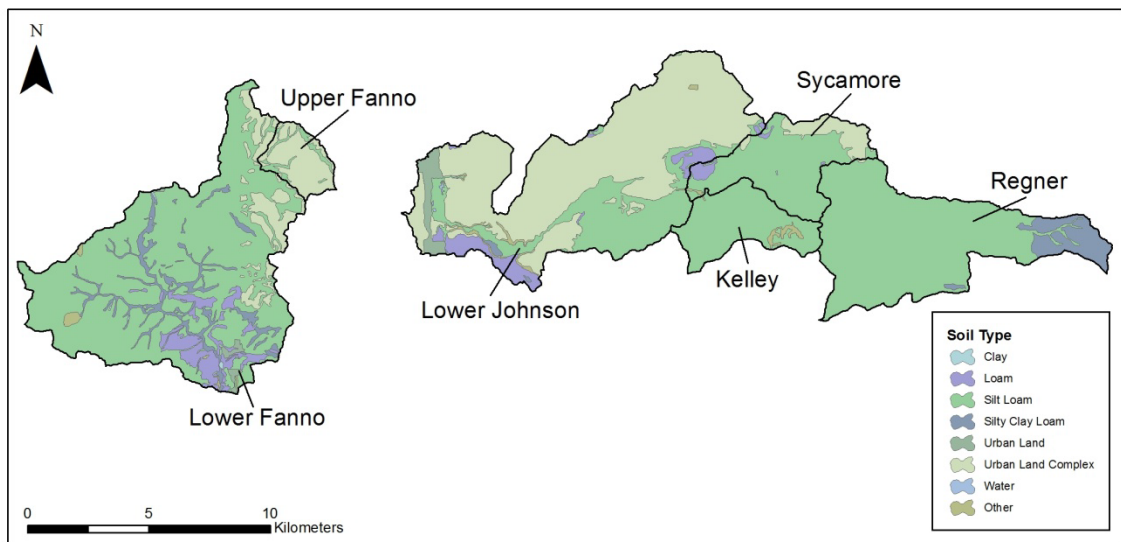 N
Upper Fanno
Sycamore
Regner
Kelley
Lower Johnson
Lower Fanno
Soil Type
Clay
Loam
Silt Loam
Silty Clay Loam
Urban Land
Urban Land Complex
Water
Other
0 5 10
Kilometers